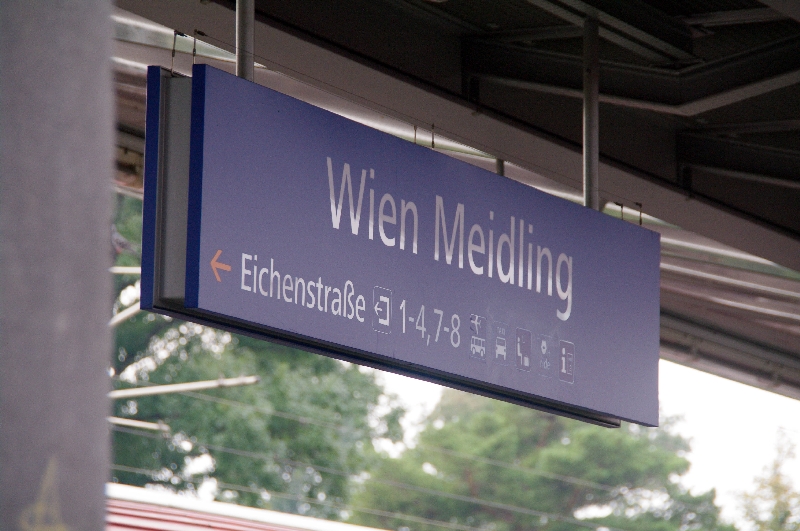 Wien Meidling
← Eichenstraße 1-4,7-8